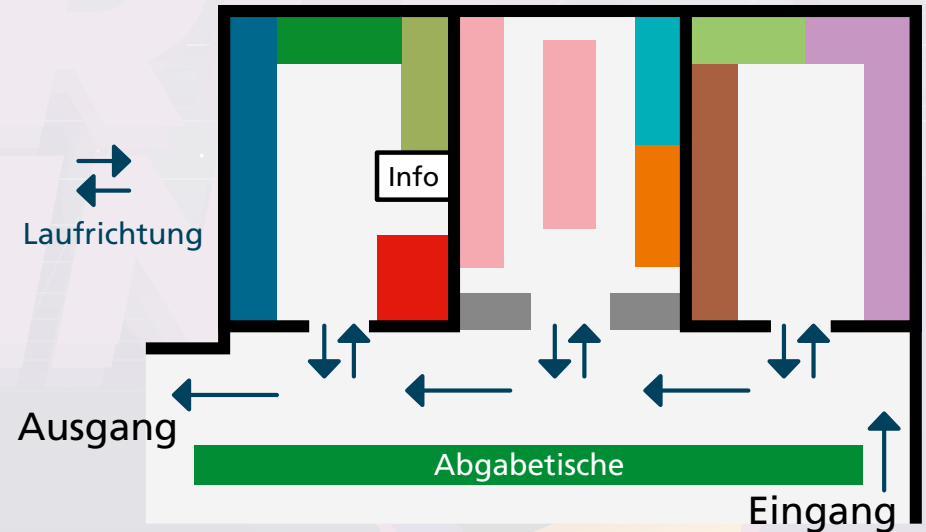 Info
Laufrichtung
Ausgang
Abgabetische
Eingang